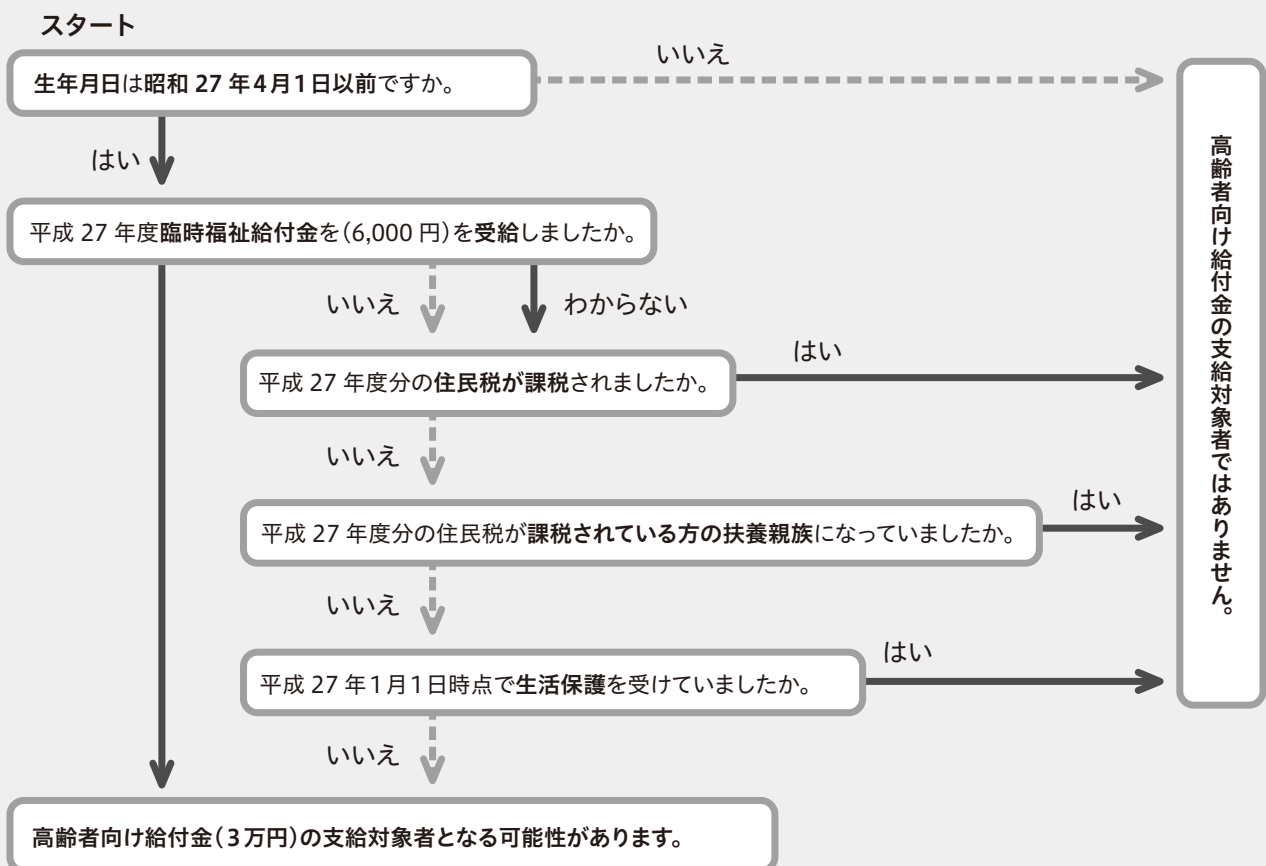 スタート
生年月日は昭和 27 年4月1日以前ですか。
いいえ
はい
平成 27 年度臨時福祉給付金を(6,000 円)を受給しましたか。
いいえ
わからない
平成 27 年度分の住民税が課税されましたか。
はい
いいえ
平成 27 年度分の住民税が課税されている方の扶養親族になっていましたか。
はい
いいえ
平成 27 年1月1日時点で生活保護を受けていましたか。
はい
いいえ
高齢者向け給付金(3万円)の支給対象者となる可能性があります。
高齢者向け給付金の支給対象者ではありません。